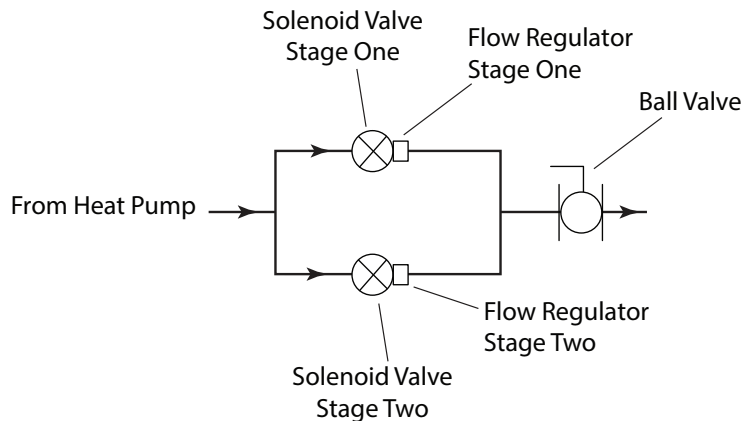 Solenoid Valve
Stage One
Flow Regulator
Stage One
Ball Valve
From Heat Pump
Flow Regulator
Stage Two
Solenoid Valve
Stage Two